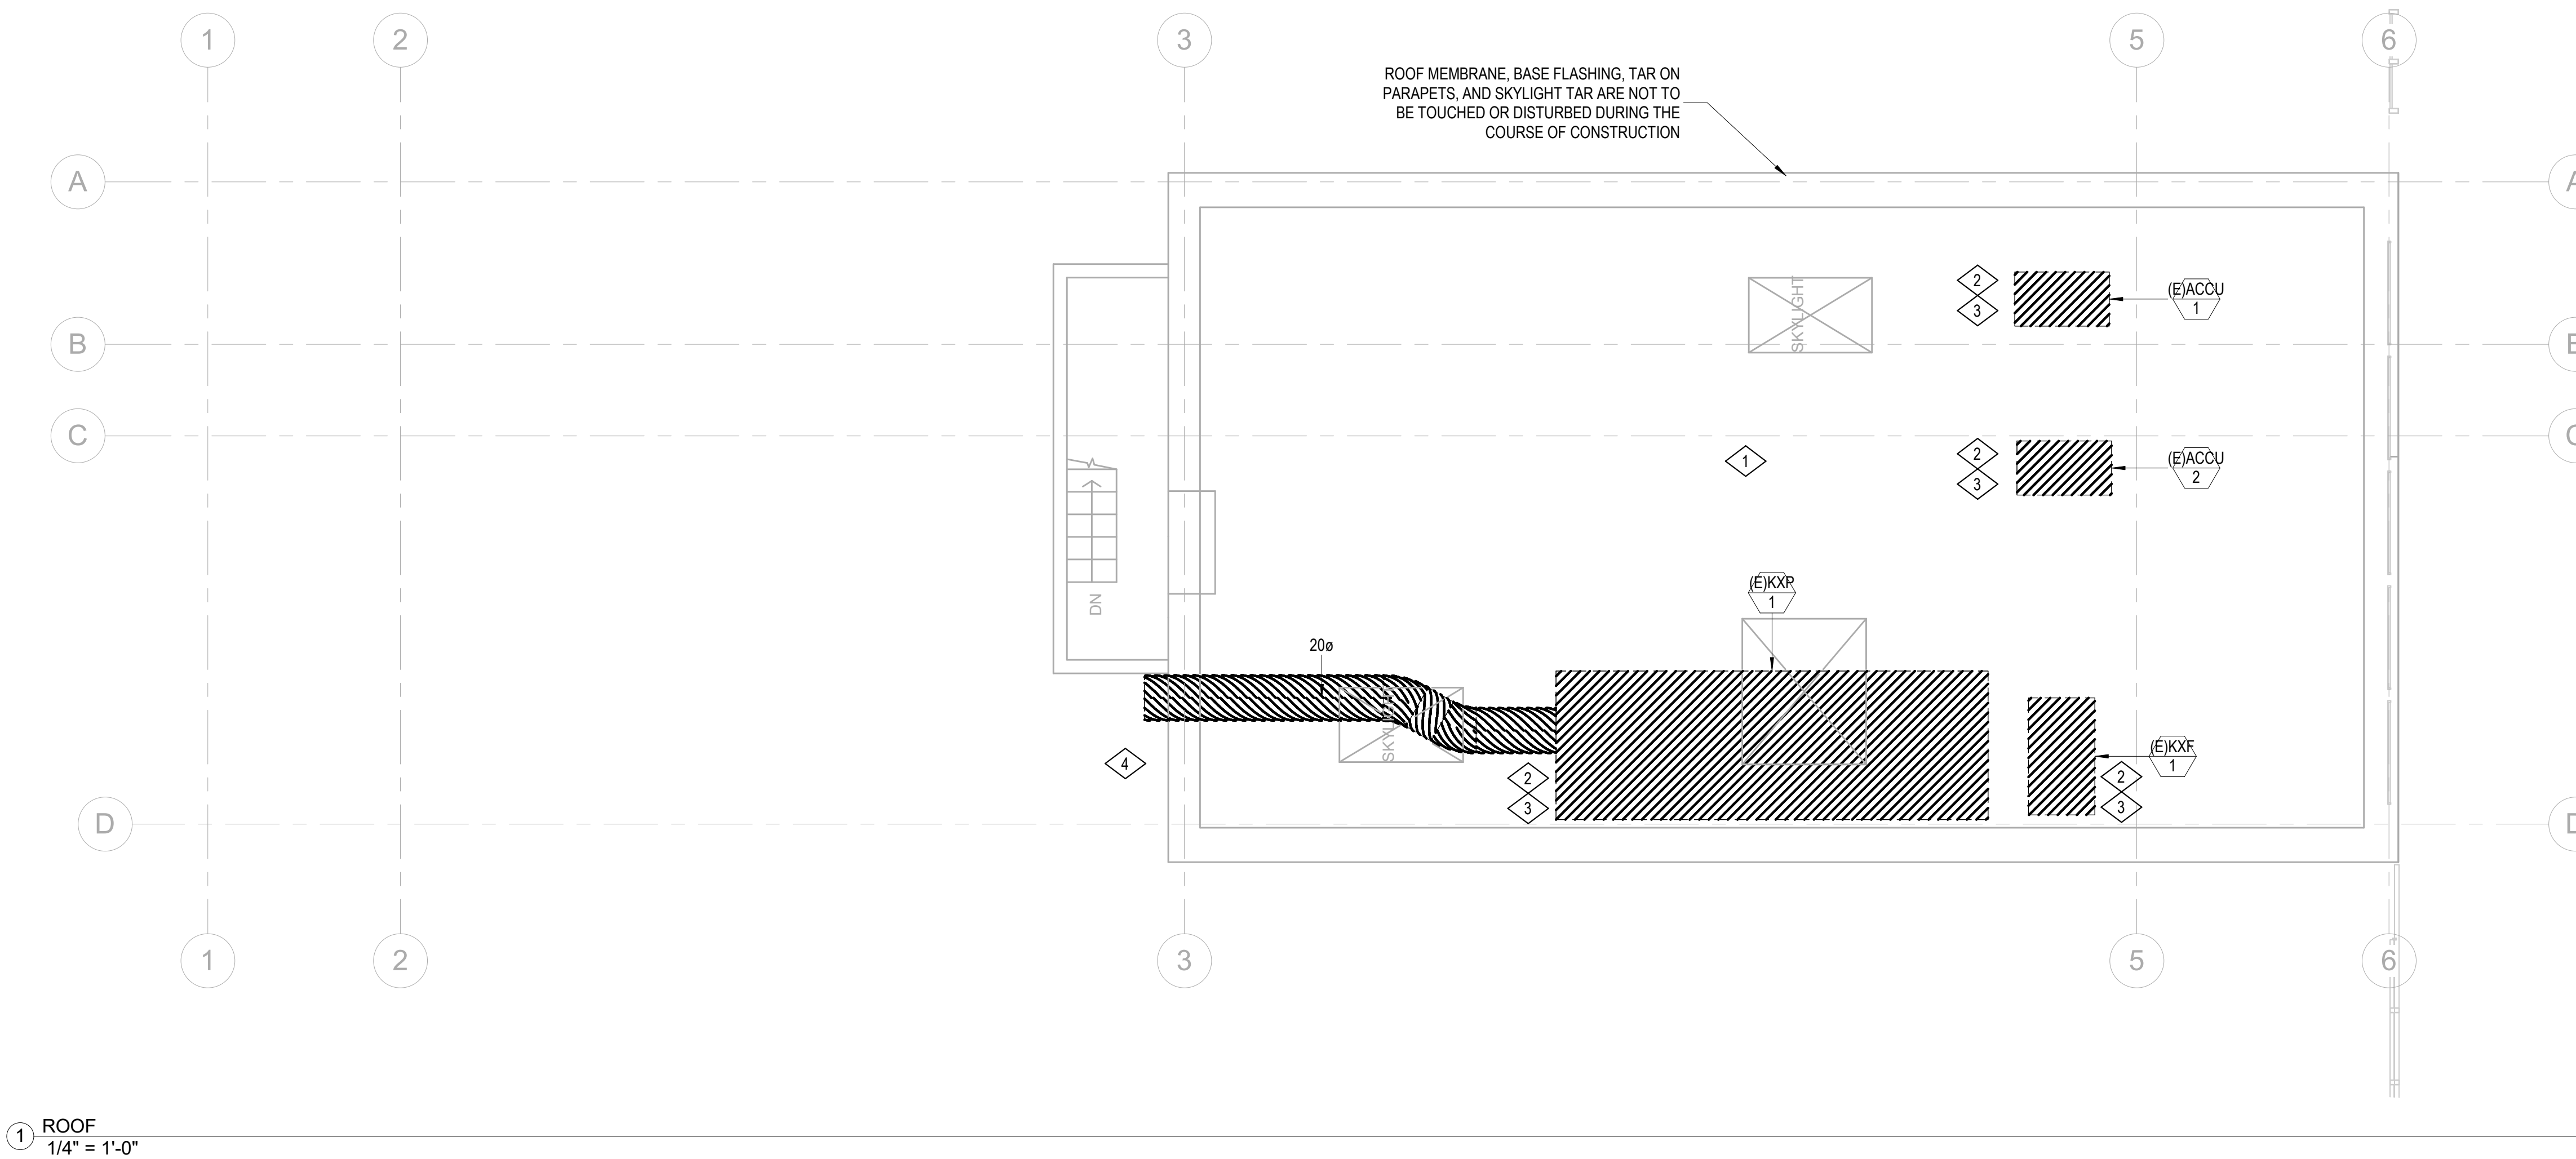 1 2 3 5 6
ROOF MEMBRANE, BASE FLASHING, TAR ON
PARAPETS, AND SKYLIGHT TAR ARE NOT TO
BE TOUCHED OR DISTURBED DURING THE
COURSE OF CONSTRUCTION
A A
B B
C C
D D
SKYLIGHT
2
3
(E)ACCU
1
1
2
3
(E)ACCU
2
DN
(E)KXP
1
20ø
SKYLIGHT
4
2
3
(E)KXF
1
2
3
1 2 3 5 6
1 ROOF
1/4" = 1'-0"